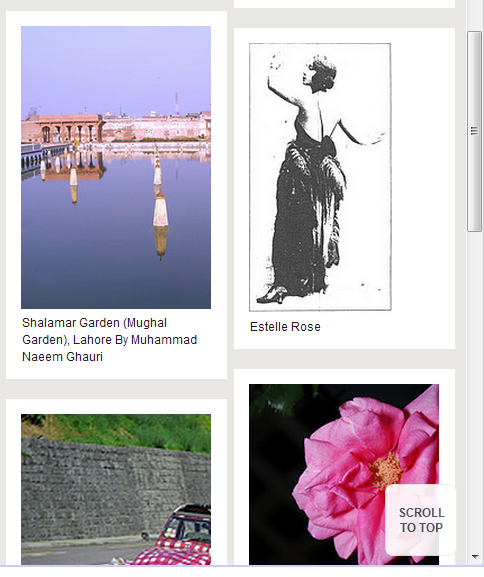 Shalamar Garden (Mughal
Garden), Lahore By Muhammad
Naeem Ghauri
Estelle Rose
SCROLL
TO TOP